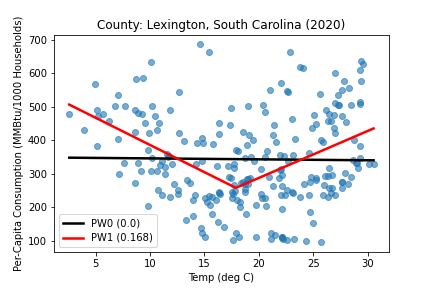 County: Lexington, South Carolina (2020)
Per-Capita Consumption (MMBtu/1000 Households)
700
600
500
400
300
200
100
PW0 (0.0)
PW1 (0.168)
5 10 15 20 25 30
Temp (deg C)